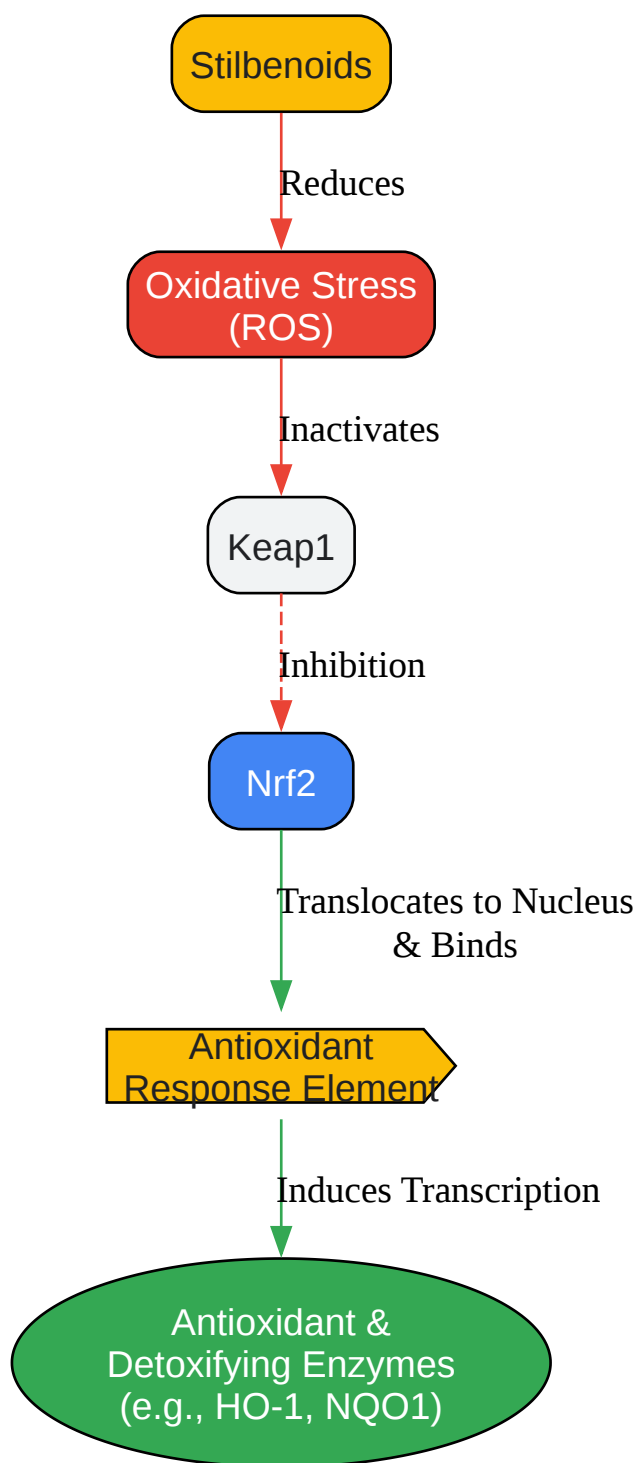 Stilbenoids
Reduces
Oxidative Stress
(ROS)
Inactivates
Keap1
Inhibition
Nrf2
Translocates to Nucleus
& Binds
Antioxidant
Response Element
Induces Transcription
Antioxidant &
Detoxifying Enzymes
(e.g., HO-1, NQO1)